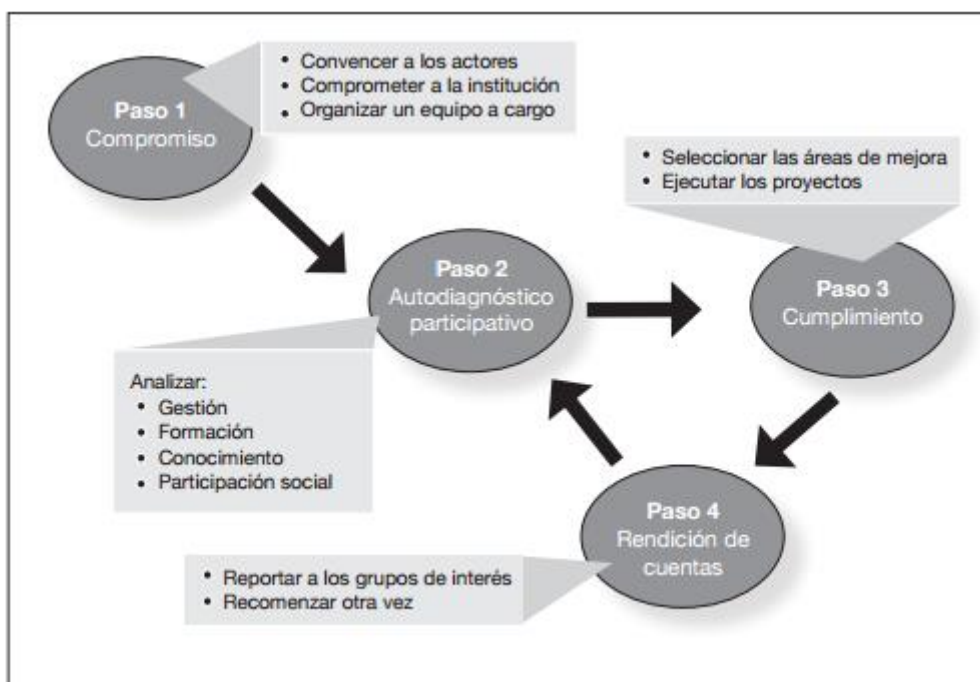 Paso 1
Compromiso
• Convencer a los actores
• Comprometer a la institución
• Organizar un equipo a cargo
Paso 2
Autodiagnóstico
participativo
Analizar:
• Gestión
• Formación
• Conocimiento
• Participación social
• Seleccionar las áreas de mejora
• Ejecutar los proyectos
Paso 3
Cumplimiento
Paso 4
Rendición de
cuentas
• Reportar a los grupos de interés
• Recomenzar otra vez